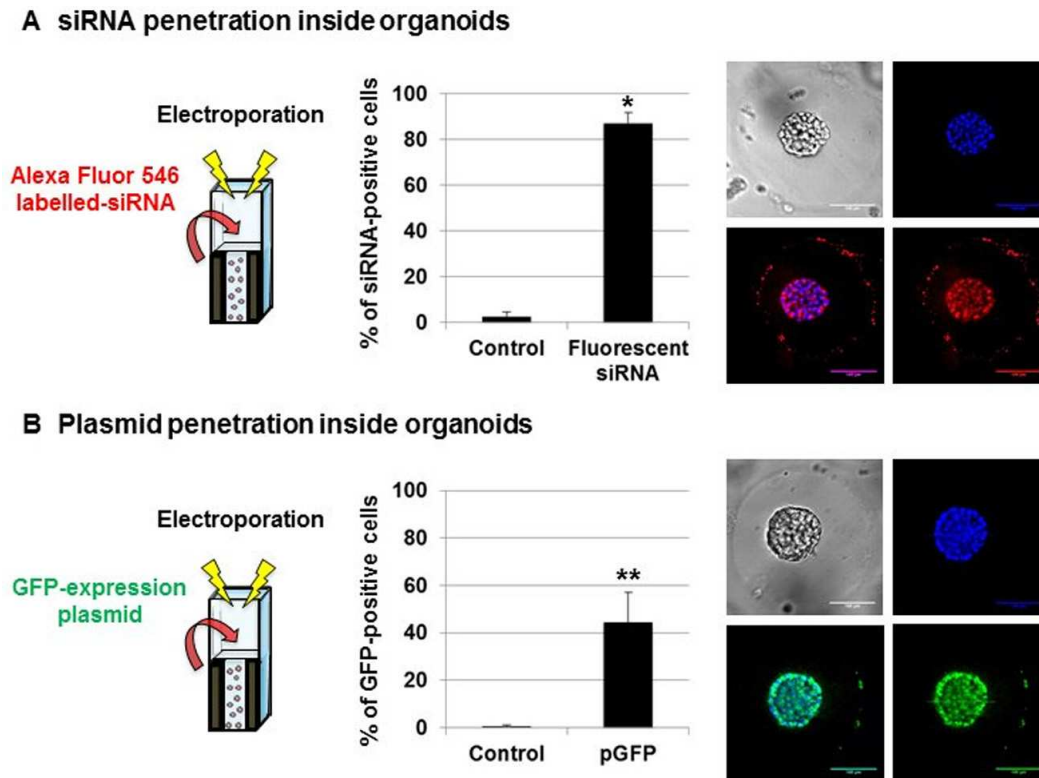 A siRNA penetration inside organoids
Electroporation
Alexa Fluor 546
labelled-siRNA
% of siRNA-positive cells
100
80
60
40
20
0
*
Control
Fluorescent
siRNA
B Plasmid penetration inside organoids
Electroporation
GFP-expression
plasmid
% of GFP-positive cells
100
80
60
40
20
0
**
Control
pGFP